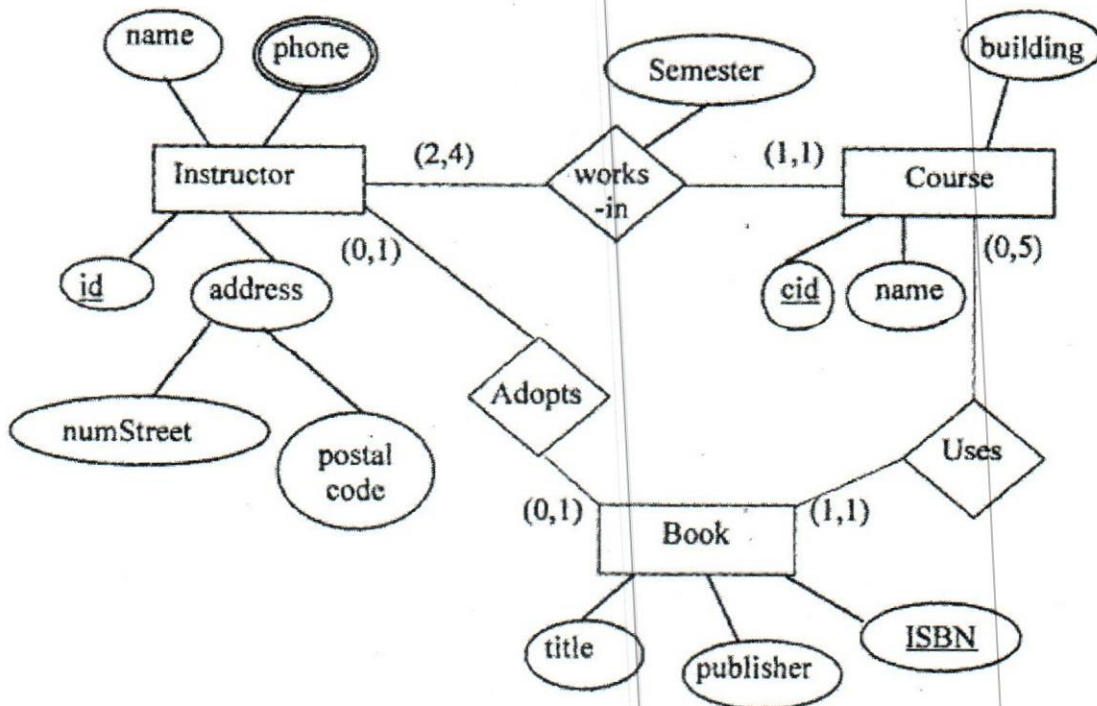 name
phone
Semester
building
Instructor
(2,4)
works
-in
(1,1)
Course
(0,1)
(0,5)
id
address
cid
name
Adopts
numStreet
postal
code
Uses
(0,1)
Book
(1,1)
title
publisher
ISBN